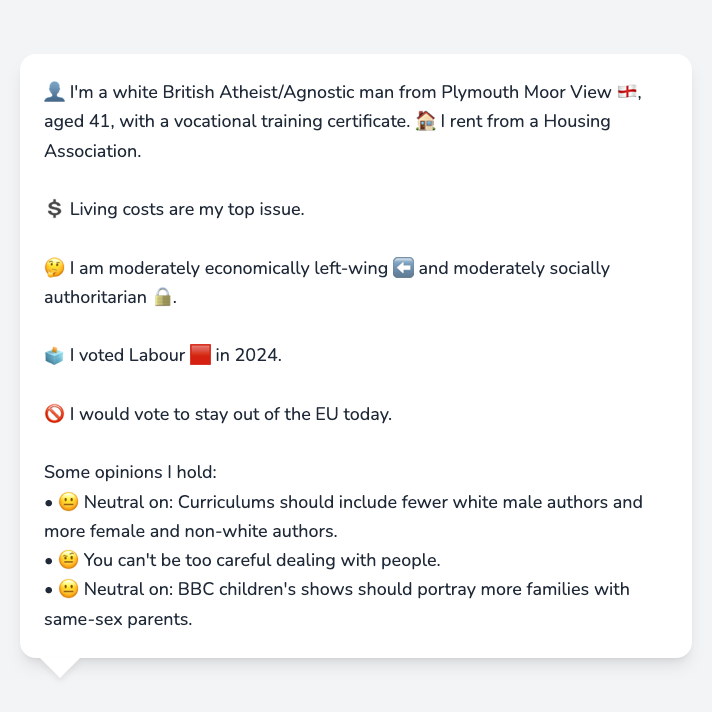 👤 I'm a white British Atheist/Agnostic man from Plymouth Moor View 🏴󠁧󠁢󠁥󠁮󠁧󠁿,
aged 41, with a vocational training certificate. 🏠 I rent from a Housing
Association.
💲 Living costs are my top issue.
🤔 I am moderately economically left-wing ⬅️ and moderately socially
authoritarian 🔒.
🗳️ I voted Labour 🟥 in 2024.
🚫 I would vote to stay out of the EU today.
Some opinions I hold:
• 😐 Neutral on: Curriculums should include fewer white male authors and
more female and non-white authors.
• 🤨 You can't be too careful dealing with people.
• 😐 Neutral on: BBC children's shows should portray more families with
same-sex parents.